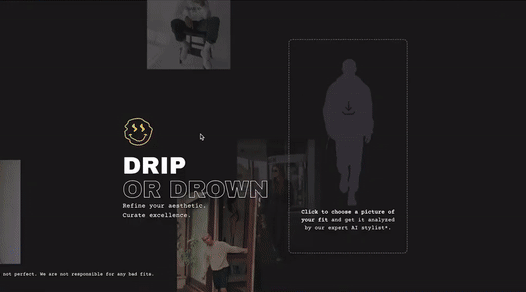 DRIP
OR DROWN
Refine your aesthetic.
Curate excellence.
Click to choose a picture of
your fit and get it analyzed
by our expert AI stylist*.
not perfect. We are not responsible for any bad fits.